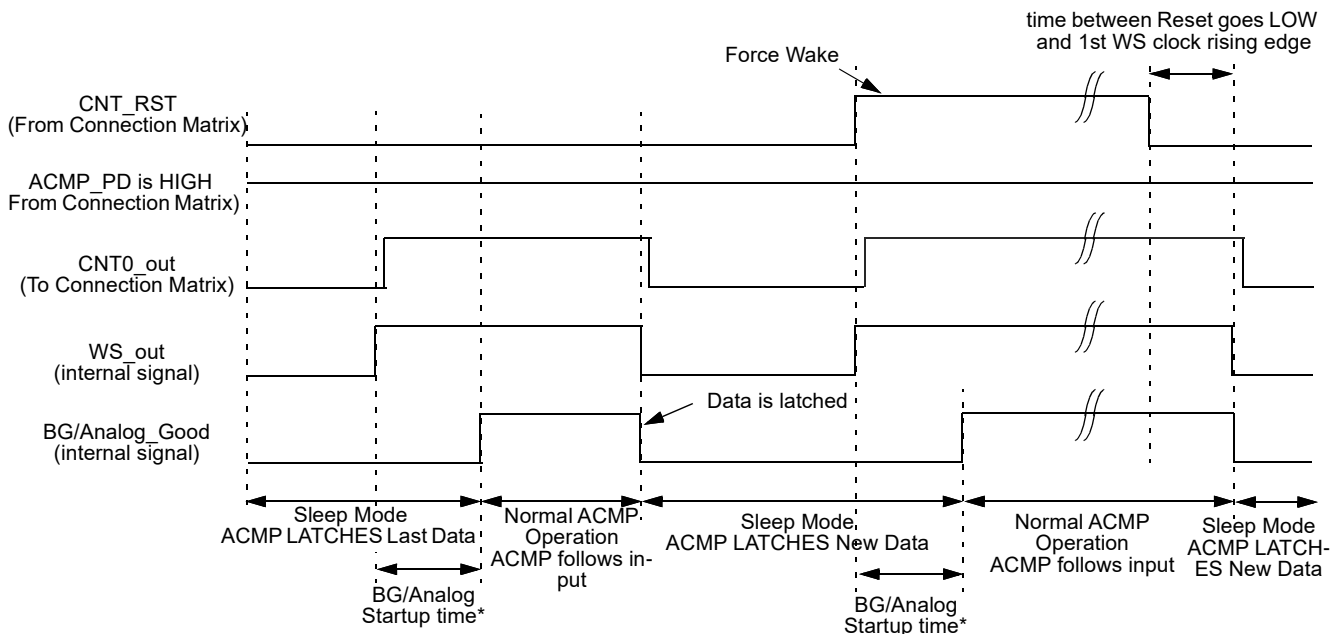 time between Reset goes LOW
and 1st WS clock rising edge
Force Wake
CNT_RST
(From Connection Matrix)
ACMP_PD is HIGH
From Connection Matrix)
CNT0_out
(To Connection Matrix)
WS_out
(internal signal)
Data is latched
BG/Analog_Good
(internal signal)
Sleep Mode
ACMP LATCHES Last Data
Normal ACMP
Operation
ACMP follows in-
put
Sleep Mode
ACMP LATCHES New Data
Normal ACMP
Operation
ACMP follows input
Sleep Mode
ACMP LATCH-
ES New Data
BG/Analog
Startup time*
BG/Analog
Startup time*